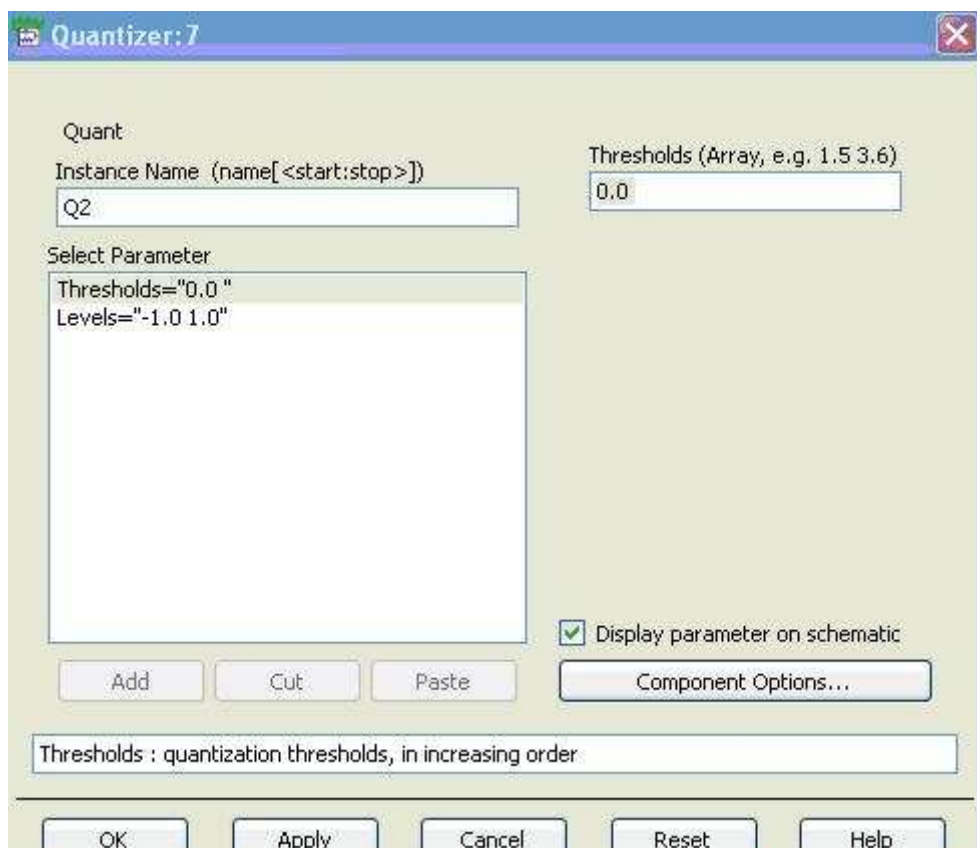 Quantizer:7
Quant
Instance Name (name[<start:stop>])
Q2
Thresholds (Array, e.g. 1.5 3.6)
0.0
Select Parameter
Thresholds="0.0 "
Levels="-1.0 1.0"
Display parameter on schematic
Add Cut Paste Component Options...
Thresholds : quantization thresholds, in increasing order
OK Apply Cancel Reset Help